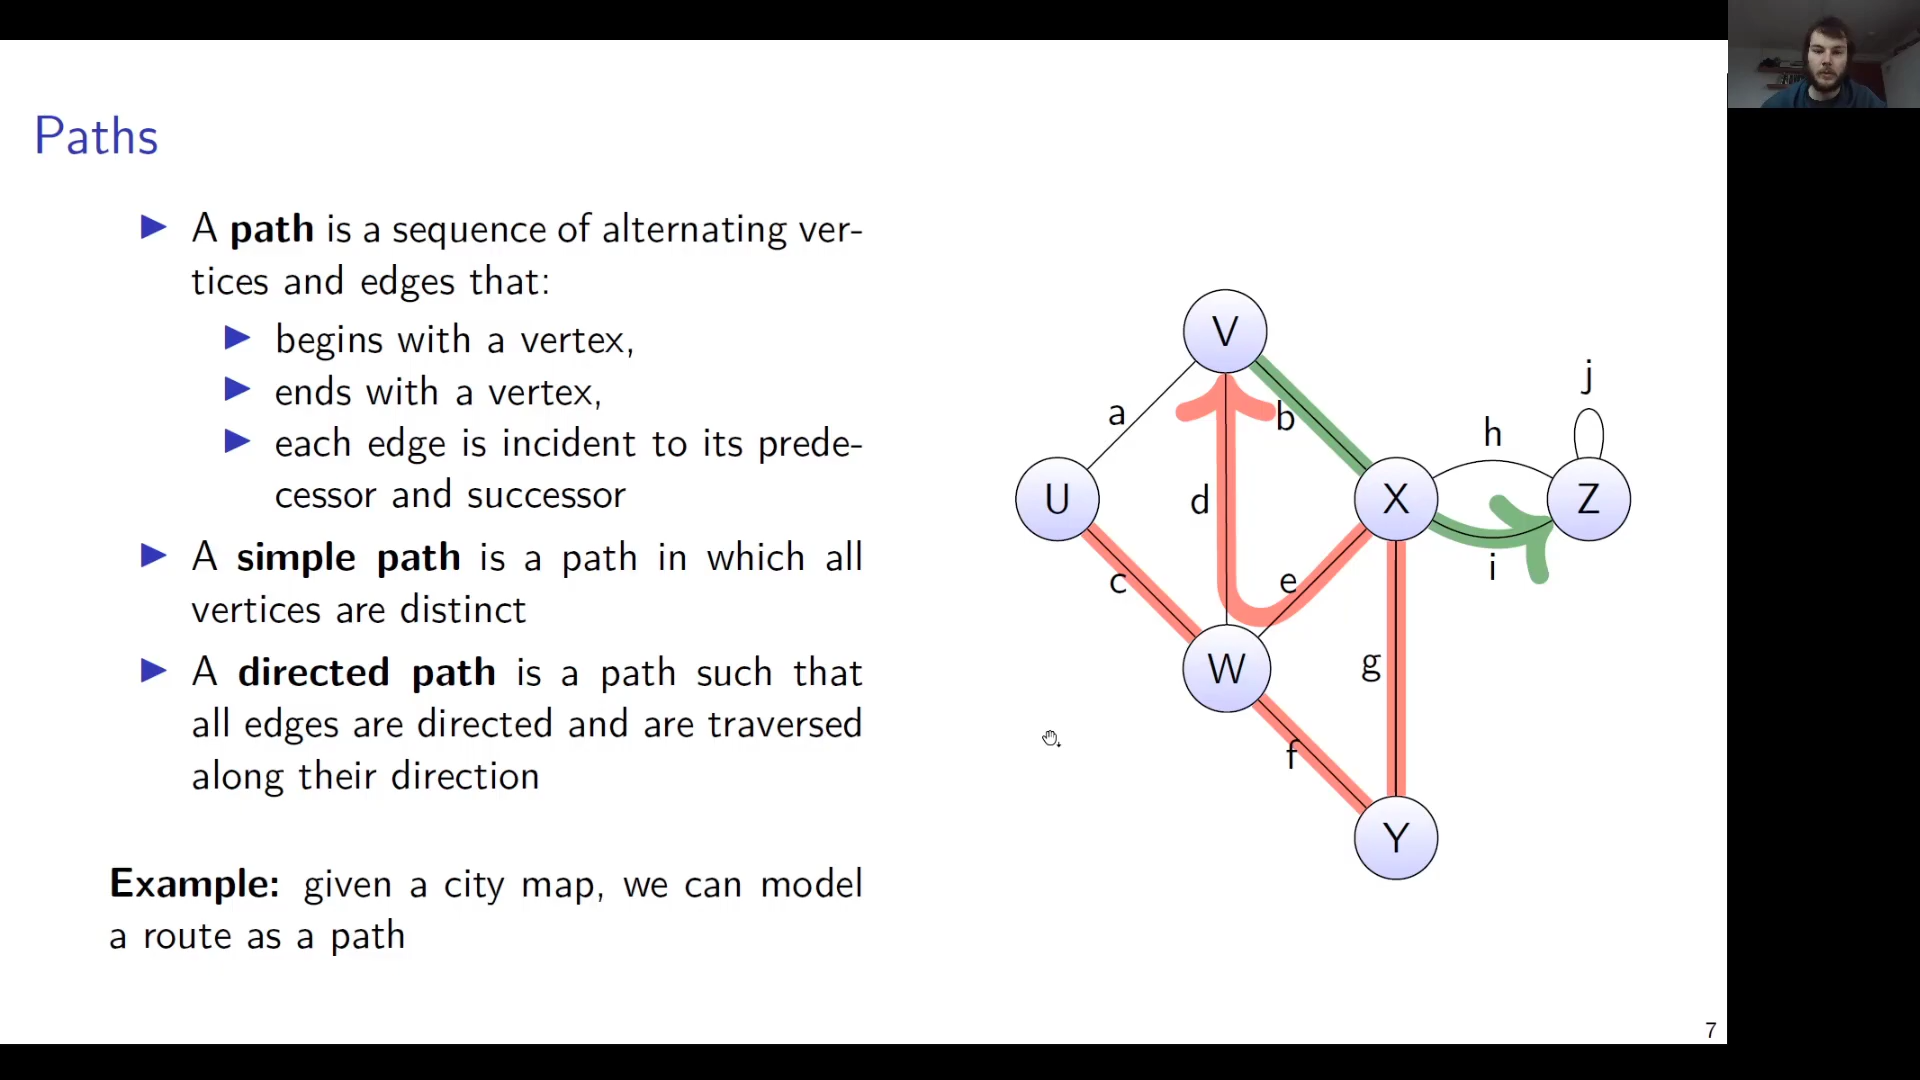 Paths
A path is a sequence of alternating ver-
tices and edges that:
begins with a vertex,
ends with a vertex,
each edge is incident to its prede-
cessor and successor
A simple path is a path in which all
vertices are distinct
A directed path is a path such that
all edges are directed and are traversed
along their direction
Example: given a city map, we can model
a route as a path
V
a
b
j
h
U
d
X
Z
c
e
i
W
g
f
Y
7